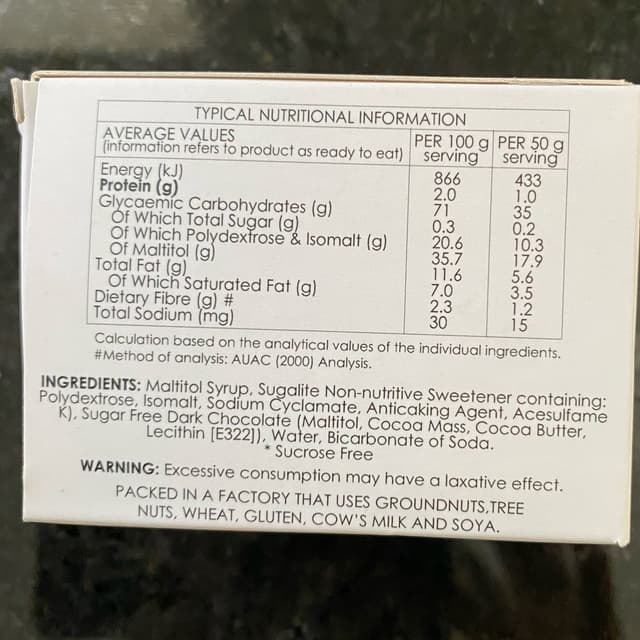 TYPICAL NUTRITIONAL INFORMATION
AVERAGE VALUES
(information refers to product as ready to eat)
PER 100 g serving
PER 50 g serving
Energy (kJ) 866 433
Protein (g) 2.0 1.0
Glycaemic Carbohydrates (g) 71 35
Of Which Total Sugar (g) 0.3 0.2
Of Which Polydextrose & Isomalt (g) 20.6 10.3
Of Maltitol (g) 35.7 17.9
Total Fat (g) 11.6 5.6
Of Which Saturated Fat (g) 7.0 3.5
Dietary Fibre (g) # 2.3 1.2
Total Sodium (mg) 30 15
Calculation based on the analytical values of the individual ingredients.
#Method of analysis: AUAC (2000) Analysis.
INGREDIENTS: Maltitol Syrup, Sugalite Non-nutritive Sweetener containing:
Polydextrose, Isomalt, Sodium Cyclamate, Anticaking Agent, Acesulfame
K), Sugar Free Dark Chocolate (Maltitol, Cocoa Mass, Cocoa Butter,
Lecithin [E322]), Water, Bicarbonate of Soda.
* Sucrose Free
WARNING: Excessive consumption may have a laxative effect.
PACKED IN A FACTORY THAT USES GROUNDNUTS,TREE
NUTS, WHEAT, GLUTEN, COW'S MILK AND SOYA.